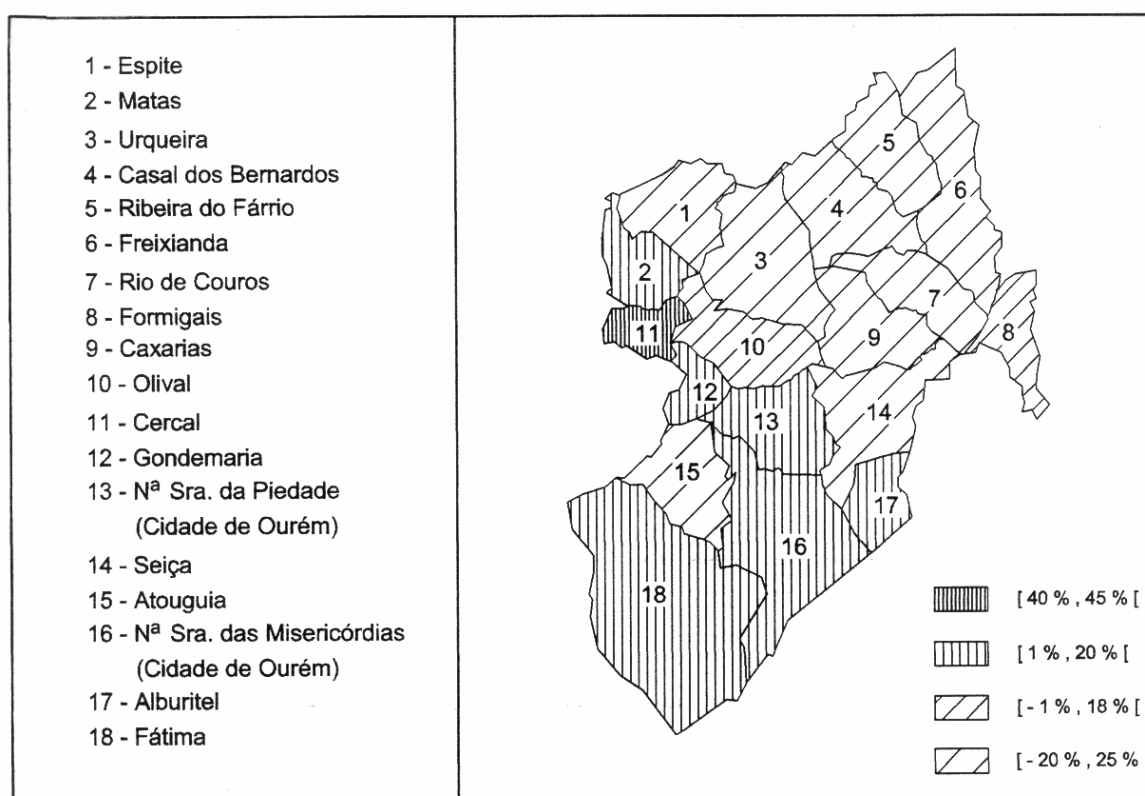 1 - Espite
2 - Matas
3 - Urqueira
4 - Casal dos Bernardos
5 - Ribeira do Fárrio
6 - Freixianda
7 - Rio de Couros
8 - Formigais
9 - Caxarias
10 - Olival
11 - Cercal
12 - Gondemaria
13 - Nª Sra. da Piedade
(Cidade de Ourém)
14 - Seiça
15 - Atouguia
16 - Nª Sra. das Misericórdias
(Cidade de Ourém)
17 - Alburitel
18 - Fátima
5
6
1
4
3
2
7
11
8
9
10
12
13
14
15
17
16
18
[ 40 % , 45 % [
[ 1 % , 20 % [
[ - 1 % , 18 % [
[ - 20 % , 25 %